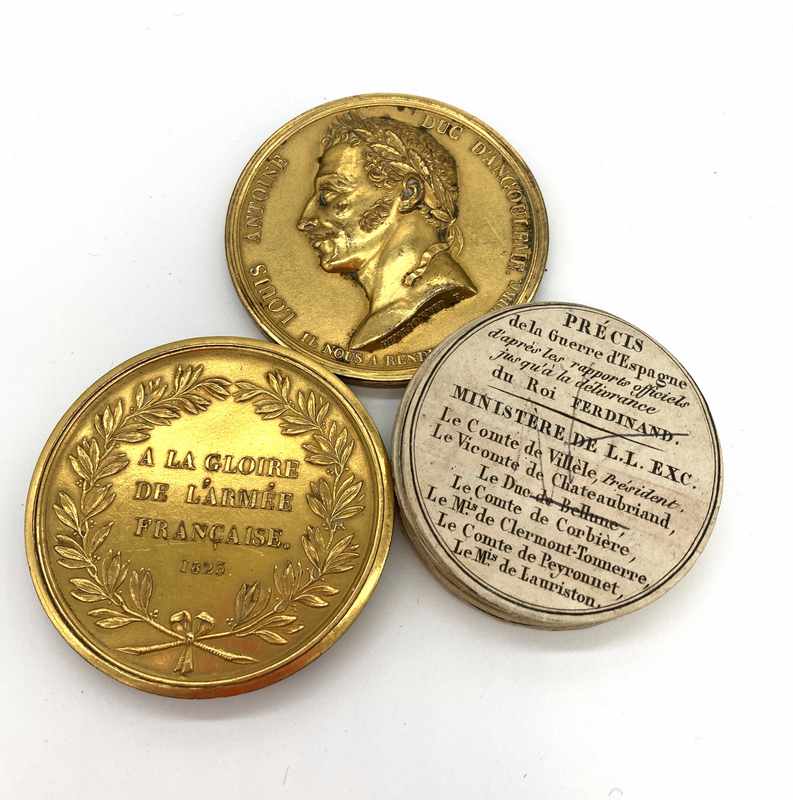 LOUIS ANTOINE DUC D'ANGOULEME
IL NOUS A REND
A LA GLOIRE
DE L'ARMÉE
FRANÇAISE.
1823.
PRÉCIS
de la Guerre d'Espagne
d'après les rapports officiels
jusqu'à la délivrance
du Roi FERDINAND.
MINISTÈRE DE L.L. EXC.
Le Comte de Villèle, Président.
Le Vicomte de Chateaubriand,
Le Duc de Bellune,
Le Comte de Corbière,
Le Mis. de Clermont-Tonnerre,
Le Comte de Peyronnet,
Le Mis. de Lauriston.